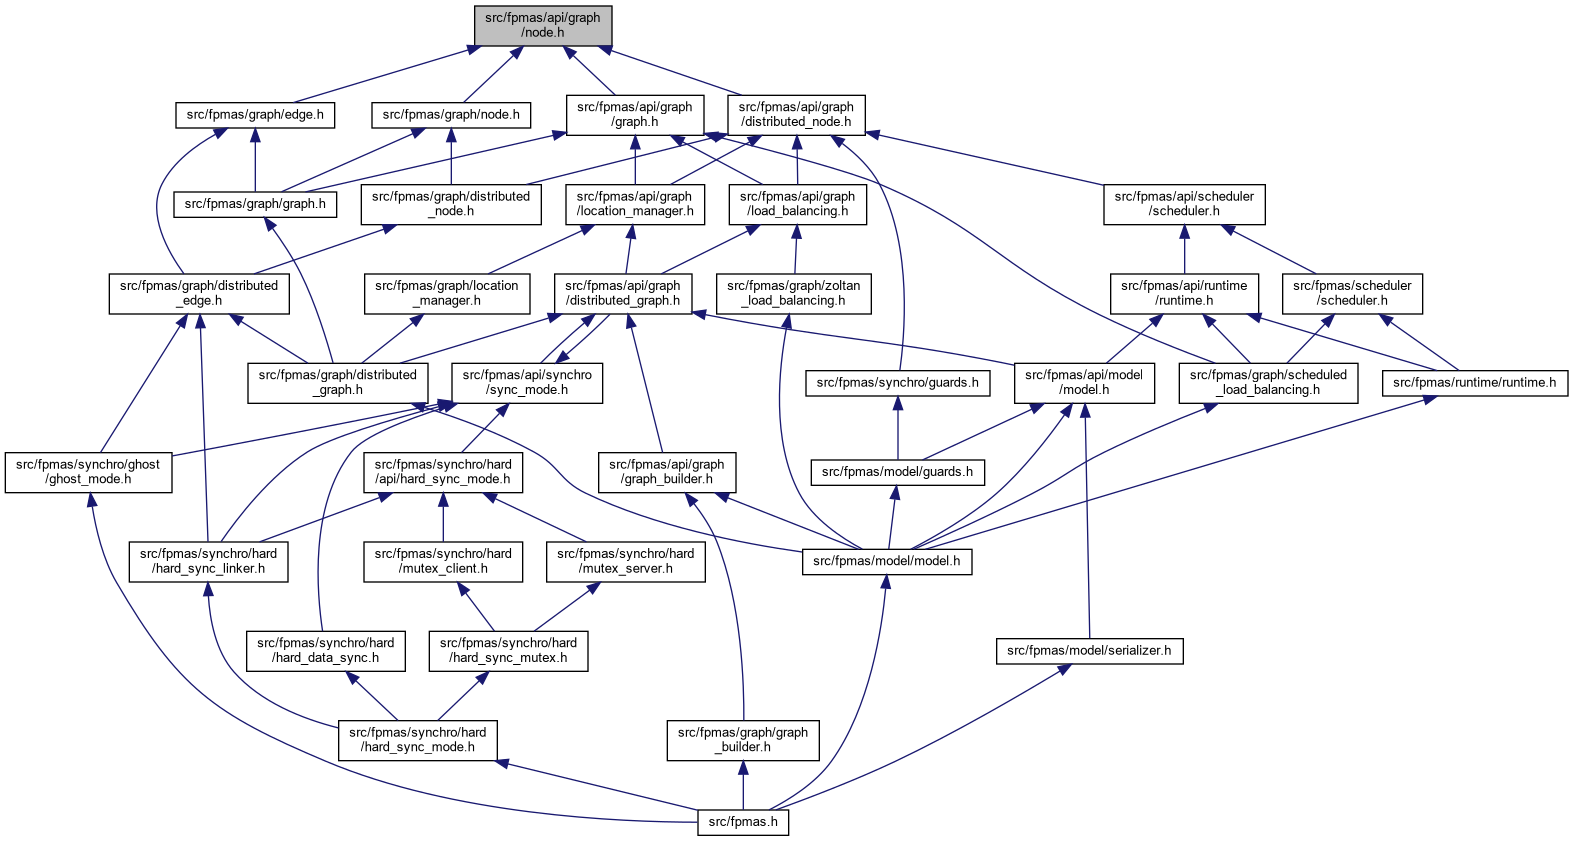 src/fpmas/api/graph
/node.h
src/fpmas/graph/edge.h
src/fpmas/graph/node.h
src/fpmas/api/graph
/graph.h
src/fpmas/api/graph
/distributed_node.h
src/fpmas/graph/graph.h
src/fpmas/graph/distributed
_node.h
src/fpmas/api/graph
/location_manager.h
src/fpmas/api/graph
/load_balancing.h
src/fpmas/api/scheduler
/scheduler.h
src/fpmas/graph/distributed
_edge.h
src/fpmas/graph/location
_manager.h
src/fpmas/api/graph
/distributed_graph.h
src/fpmas/graph/zoltan
_load_balancing.h
src/fpmas/api/runtime
/runtime.h
src/fpmas/scheduler
/scheduler.h
src/fpmas/graph/distributed
_graph.h
src/fpmas/api/synchro
/sync_mode.h
src/fpmas/synchro/guards.h
src/fpmas/api/model
/model.h
src/fpmas/graph/scheduled
_load_balancing.h
src/fpmas/runtime/runtime.h
src/fpmas/synchro/ghost
/ghost_mode.h
src/fpmas/synchro/hard
/api/hard_sync_mode.h
src/fpmas/api/graph
/graph_builder.h
src/fpmas/model/guards.h
src/fpmas/synchro/hard
/hard_sync_linker.h
src/fpmas/synchro/hard
/mutex_client.h
src/fpmas/synchro/hard
/mutex_server.h
src/fpmas/model/model.h
src/fpmas/synchro/hard
/hard_data_sync.h
src/fpmas/synchro/hard
/hard_sync_mutex.h
src/fpmas/model/serializer.h
src/fpmas/synchro/hard
/hard_sync_mode.h
src/fpmas/graph/graph
_builder.h
src/fpmas.h